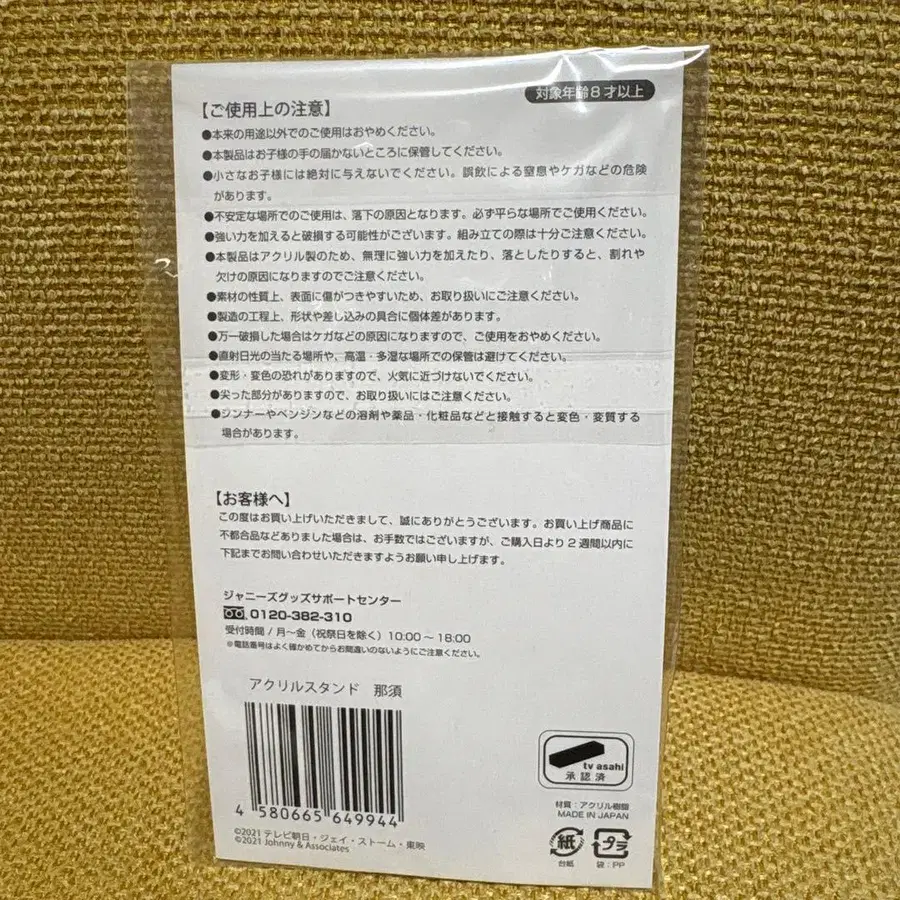 対象年齢8才以上
【ご使用上の注意】
●本来の用途以外でのご使用はおやめください。
●本製品はお子様の手の届かないところに保管してください。
●小さなお子様には絶対に与えないでください。誤飲による窒息やケガなどの危険
があります。
●不安定な場所でのご使用は、落下の原因となります。必ず平らな場所でご使用ください。
●強い力を加えると破損する可能性がございます。組み立ての際は十分ご注意ください。
●本製品はアクリル製のため、無理に強い力を加えたり、落としたりすると、割れや
欠けの原因になりますのでご注意ください。
●素材の性質上、表面に傷がつきやすいため、お取り扱いにご注意ください。
●製造の工程上、形状や差し込みの具合に個体差があります。
●万一破損した場合はケガなどの原因になりますので、ご使用をおやめください。
●直射日光の当たる場所や、高温・多湿な場所での保管は避けてください。
●変形・変色の恐れがありますので、火気に近づけないでください。
●尖った部分がありますので、お取り扱いにはご注意ください。
●シンナーやベンジンなどの溶剤や薬品・化粧品などと接触すると変色・変質する
場合があります。
【お客様へ】
この度はお買い上げいただきまして、誠にありがとうございます。お買い上げ商品に
不都合品などありました場合は、お手数ではございますが、ご購入日より2週間以内に
下記までお問い合わせいただきますようお願い申し上げます。
ジャニーズグッズサポートセンター
0120-382-310
受付時間/月〜金(祝祭日を除く)10:00〜18:00
※電話番号はよく確かめてからお間違いのないようにご注意ください。
アクリルスタンド 那須
4 580665 649944
©2021 テレビ朝日・ジェイ・ストーム・東映
©2021 Johnny & Associates
tv asahi
承認済
材質:アクリル樹脂
MADE IN JAPAN
紙
プラ
台紙
袋:PP